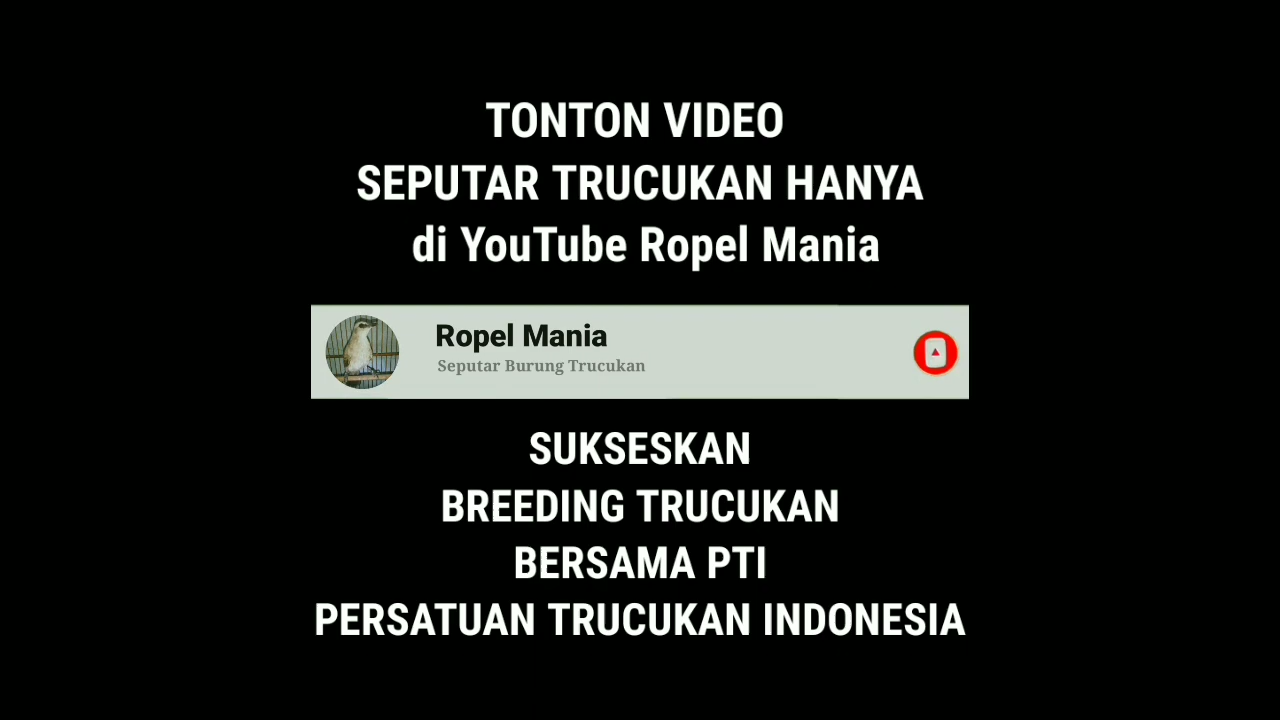 TONTON VIDEO
SEPUTAR TRUCUKAN HANYA
di YouTube Ropel Mania
Ropel Mania
Seputar Burung Trucukan
SUKSESKAN
BREEDING TRUCUKAN
BERSAMA PTI
PERSATUAN TRUCUKAN INDONESIA